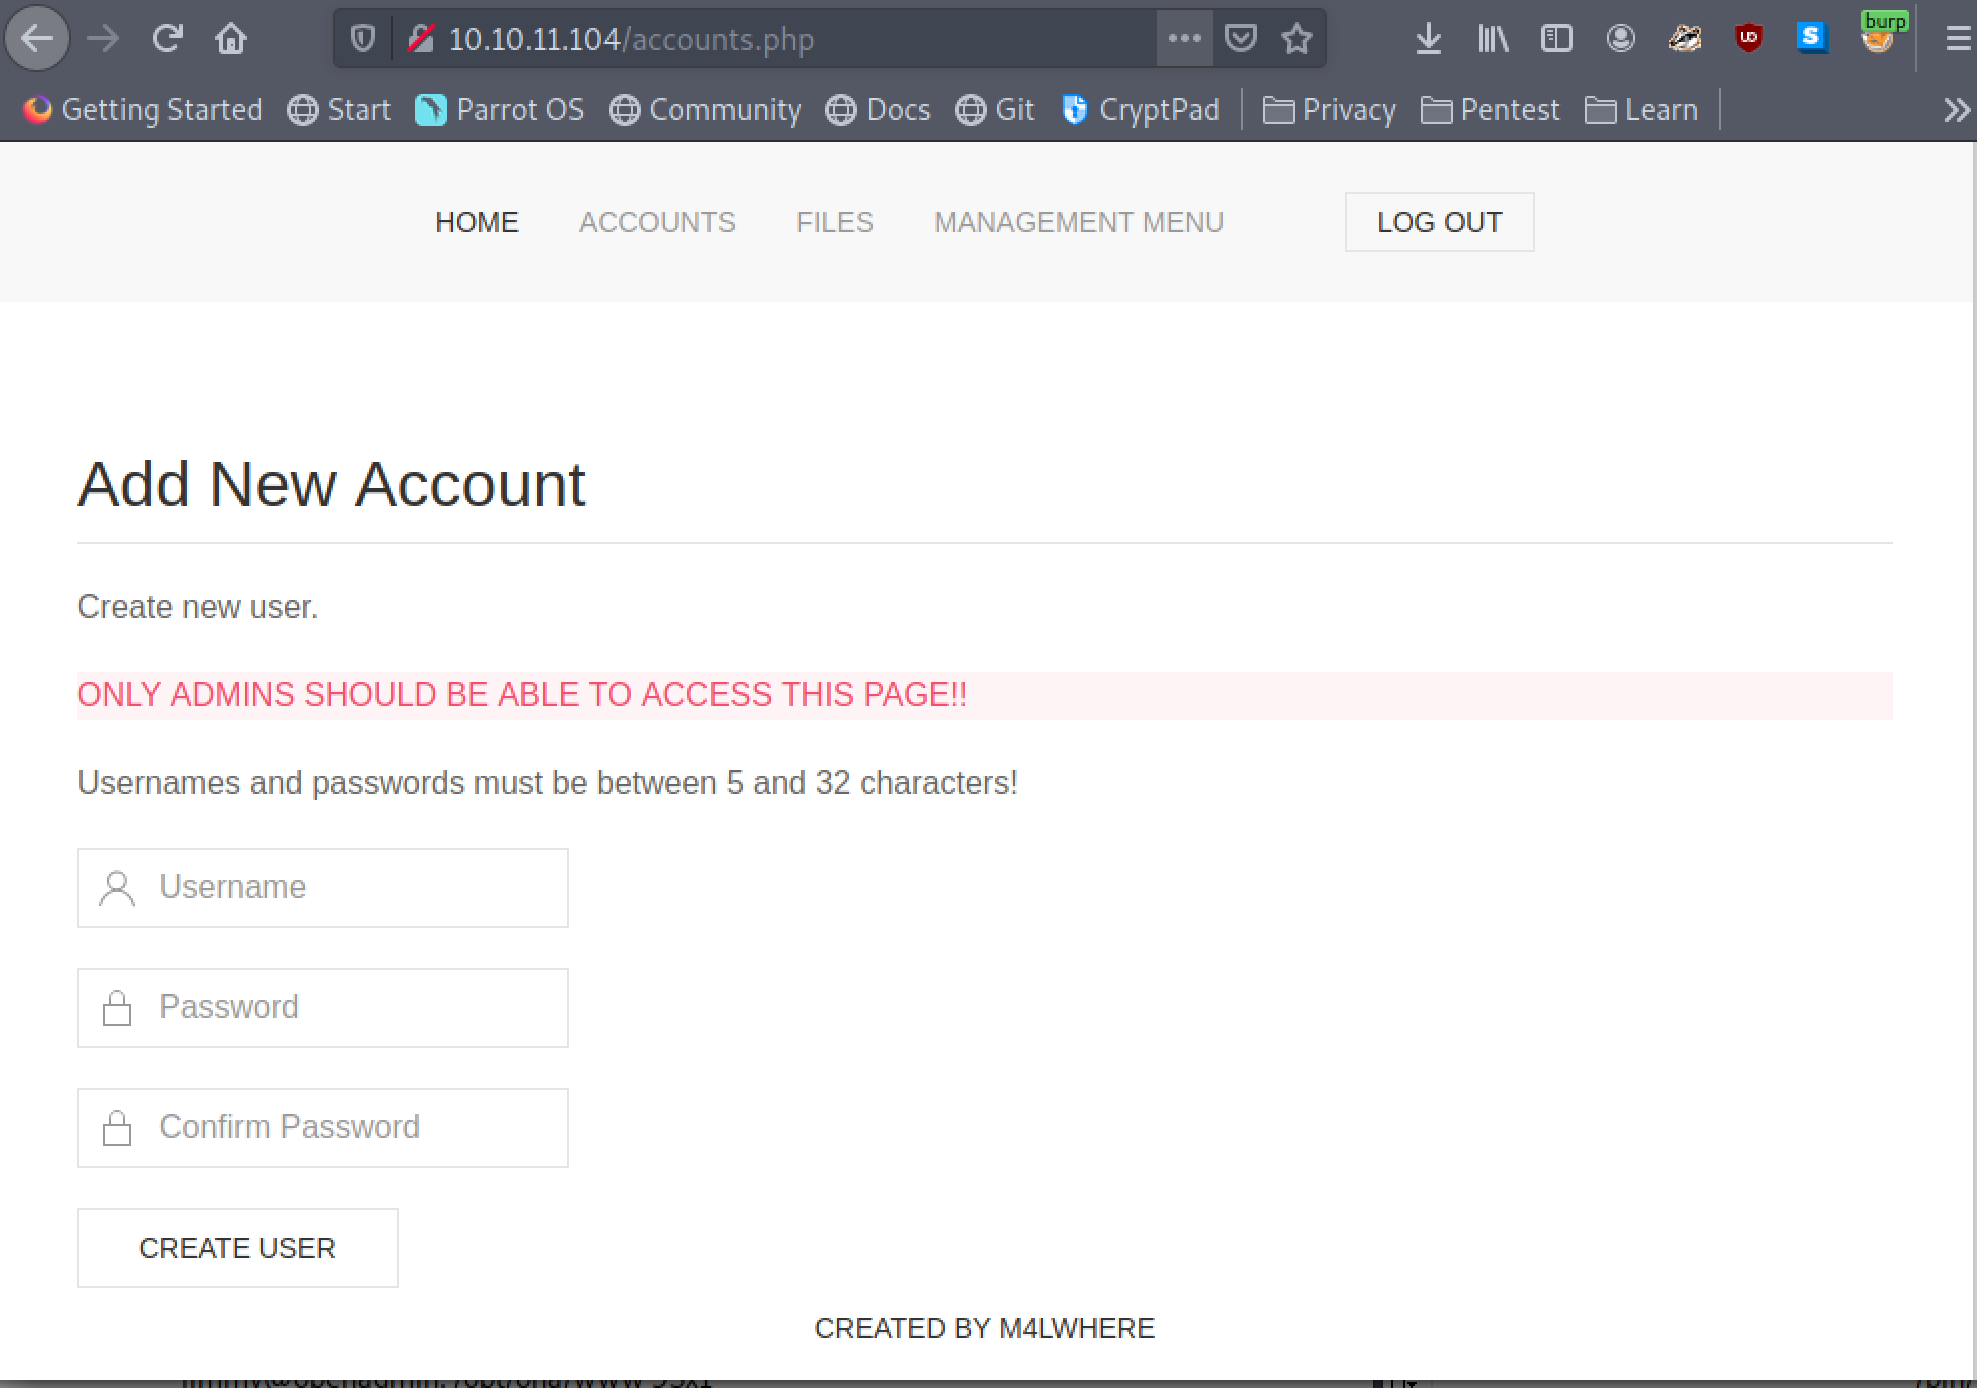 burp
10.10.11.104/accounts.php
Getting Started Start Parrot OS Community Docs Git CryptPad Privacy Pentest Learn
HOME ACCOUNTS FILES MANAGEMENT MENU LOG OUT
Add New Account
Create new user.
ONLY ADMINS SHOULD BE ABLE TO ACCESS THIS PAGE!!
Usernames and passwords must be between 5 and 32 characters!
Username
Password
Confirm Password
CREATE USER
CREATED BY M4LWHERE